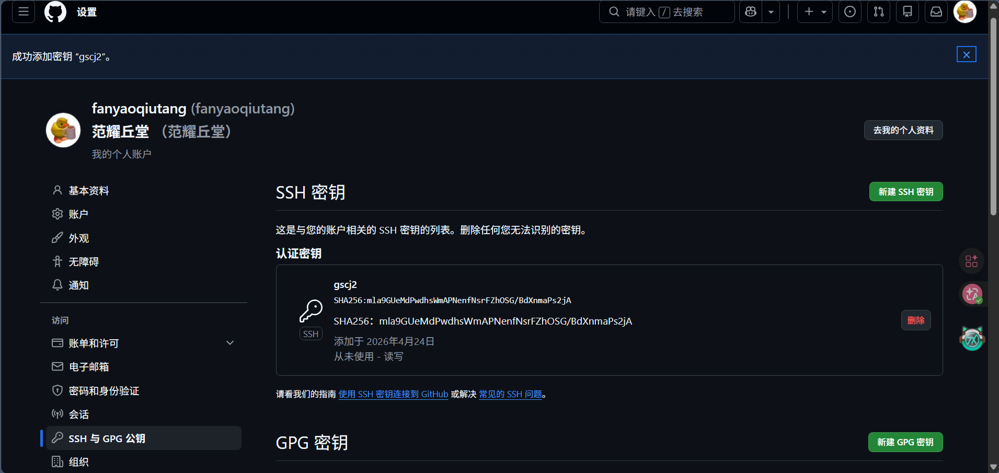 设置
请键入 / 去搜索
成功添加密钥 “gscj2”。
fanyaoqiutang (fanyaoqiutang)
范耀丘堂 （范耀丘堂）
我的个人账户
去我的个人资料
基本资料
账户
外观
无障碍
通知
访问
账单和许可
电子邮箱
密码和身份验证
会话
SSH 与 GPG 公钥
组织
SSH 密钥
新建 SSH 密钥
这是与您的账户相关的 SSH 密钥的列表。删除任何您无法识别的密钥。
认证密钥
gscj2
SHA256:mla9GUeMdPwdhsWmAPNenfNsrFZhOSG/BdXnmaPs2jA
SHA256：mla9GUeMdPwdhsWmAPNenfNsrFZhOSG/BdXnmaPs2jA
SSH
添加于 2026年4月24日
从未使用 - 读写
删除
请看我们的指南 使用 SSH 密钥连接到 GitHub 或解决 常见的 SSH 问题。
GPG 密钥
新建 GPG 密钥
7X